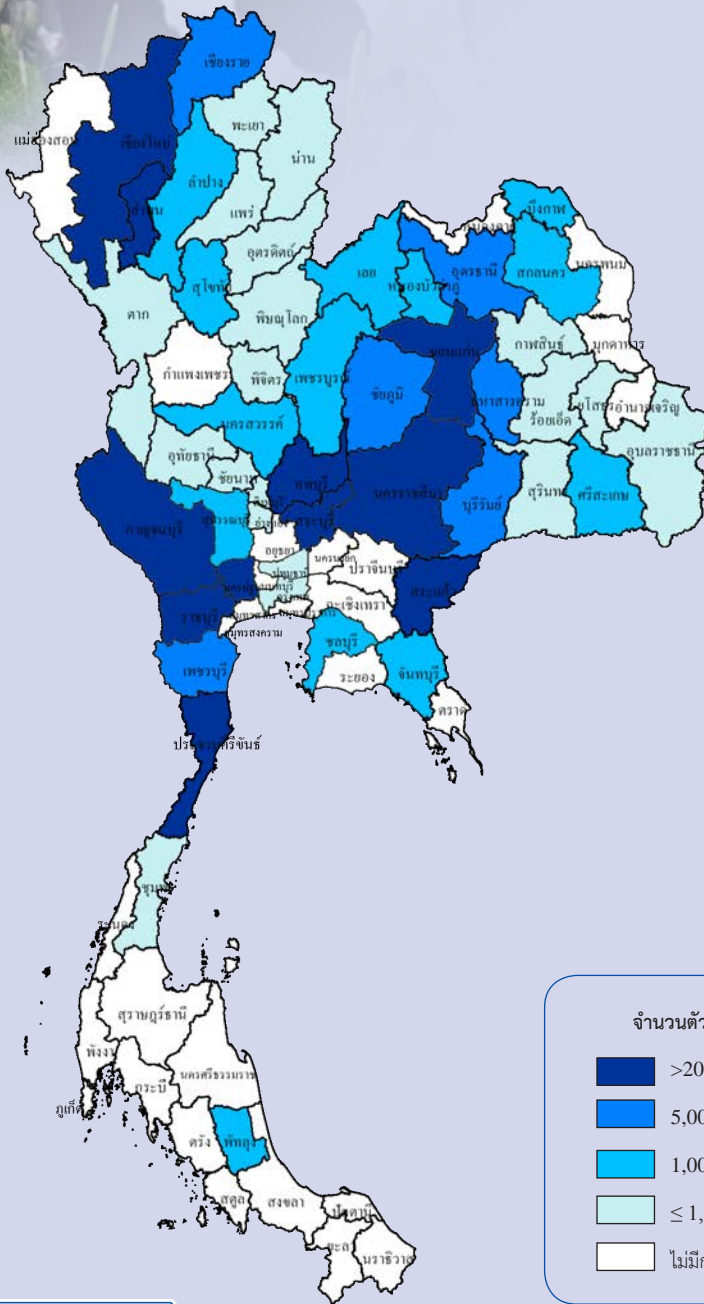 เชียงราย
พะเยา
แม่ฮ่องสอน
เชียงใหม่
น่าน
ลำปาง
แพร่
ลำพูน
บึงกาฬ
อุตรดิตถ์
เลย
อุดรธานี
สกลนคร
นครพนม
สุโขทัย
หนองบัวลำภู
ตาก
พิษณุโลก
ขอนแก่น
กาฬสินธุ์
มุกดาหาร
กำแพงเพชร
พิจิตร
เพชรบูรณ์
ชัยภูมิ
มหาสารคาม
ร้อยเอ็ด
ยโสธร
อำนาจเจริญ
นครสวรรค์
อุบลราชธานี
อุทัยธานี
ชัยนาท
ลพบุรี
นครราชสีมา
บุรีรัมย์
สุรินทร์
ศรีสะเกษ
สุพรรณบุรี
สระบุรี
กาญจนบุรี
อยุธยา
นครนายก
ปราจีนบุรี
ปทุมธานี
สระแก้ว
ฉะเชิงเทรา
ราชบุรี
สมุทรสงคราม
ชลบุรี
เพชรบุรี
ระยอง
จันทบุรี
ตราด
ประจวบคีรีขันธ์
ชุมพร
ระนอง
สุราษฎร์ธานี
พังงา
นครศรีธรรมราช
กระบี่
ภูเก็ต
ตรัง
พัทลุง
สตูล
สงขลา
ปัตตานี
ยะลา
นราธิวาส
จำนวนตัว
>20
5,00
1,00
≤ 1,
ไม่มี